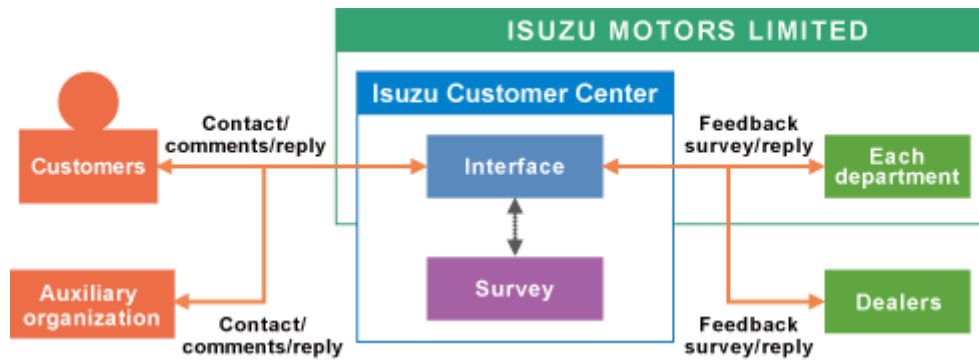 ISUZU MOTORS LIMITED
Isuzu Customer Center
Contact/
comments/reply
Feedback
survey/reply
Customers
Interface
Each
department
Auxiliary
organization
Survey
Dealers
Contact/
comments/reply
Feedback
survey/reply